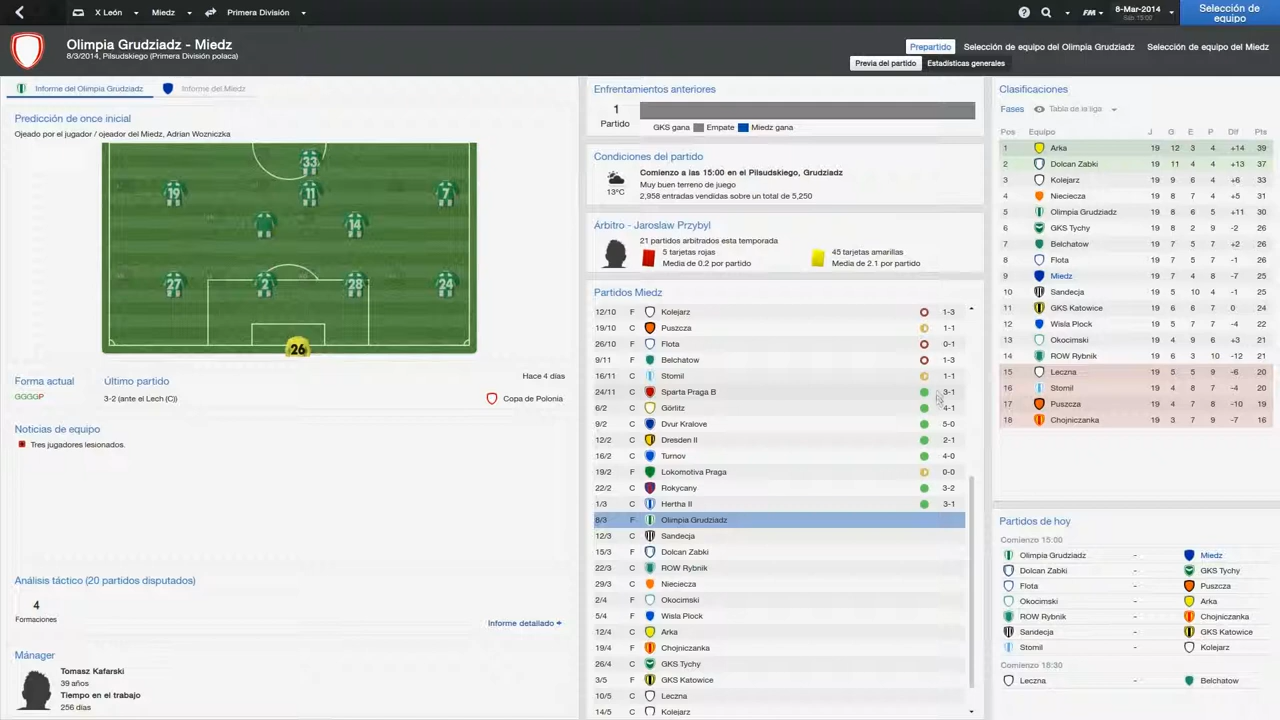 X León Miedz Primera División FM 8-Mar-2014 Sáb 15:00 Selección de equipo
Olimpia Grudziadz - Miedz
8/3/2014, Pilsudskiego (Primera División polaca)
Prepartido Selección de equipo del Olimpia Grudziadz Selección de equipo del Miedz
Previa del partido Estadísticas generales
Informe del Olimpia Grudziadz Informe del Miedz
Predicción de once inicial
Ojeado por el jugador / ojeador del Miedz, Adrian Wozniczka
33
19 11 7
14
27 2 28 24
26
Forma actual
GGGGP
Último partido
3-2 (ante el Lech (C))
Hace 4 días
Copa de Polonia
Noticias de equipo
Tres jugadores lesionados.
Análisis táctico (20 partidos disputados)
4
Formaciones
Informe detallado
Mánager
Tomasz Kafarski
39 años
Tiempo en el trabajo
256 días
Enfrentamientos anteriores
1
Partido
GKS gana Empate Miedz gana
Condiciones del partido
13°C
Comienzo a las 15:00 en el Pilsudskiego, Grudziadz
Muy buen terreno de juego
2,958 entradas vendidas sobre un total de 5,250
Árbitro - Jaroslaw Przybyl
21 partidos arbitrados esta temporada
5 tarjetas rojas
Media de 0.2 por partido
45 tarjetas amarillas
Media de 2.1 por partido
Partidos Miedz
12/10 F Kolejarz 1-3
19/10 C Puszcza 1-1
26/10 F Flota 0-1
9/11 F Belchatow 1-3
16/11 C Stomil 1-1
24/11 C Sparta Praga B 3-1
6/2 C Görlitz 4-1
9/2 C Dvur Kralove 5-0
12/2 C Dresden II 2-1
16/2 C Turnov 4-0
19/2 F Lokomotiva Praga 0-0
22/2 C Rokycany 3-2
1/3 C Hertha II 3-1
8/3 F Olimpia Grudziadz
12/3 C Sandecja
15/3 F Dolcan Zabki
22/3 C ROW Rybnik
29/3 C Nieciecza
2/4 F Okocimski
5/4 F Wisla Plock
12/4 C Arka
19/4 F Chojniczanka
26/4 C GKS Tychy
3/5 F GKS Katowice
10/5 C Leczna
14/5 C Kolejarz
Clasificaciones
Fases Tabla de la liga
Pos Equipo J G E P Dif Pts
1 Arka 19 12 3 4 +14 39
2 Dolcan Zabki 19 11 4 4 +13 37
3 Kolejarz 19 9 6 4 +6 33
4 Nieciecza 19 8 7 4 +5 31
5 Olimpia Grudziadz 19 8 6 5 +11 30
6 GKS Tychy 19 8 2 9 -2 26
7 Belchatow 19 7 5 7 +2 26
8 Flota 19 7 5 7 -1 26
9 Miedz 19 7 4 8 -7 25
10 Sandecja 19 5 10 4 -1 25
11 GKS Katowice 19 6 6 7 0 24
12 Wisla Plock 19 5 7 7 -4 22
13 Okocimski 19 4 9 6 +3 21
14 ROW Rybnik 19 6 3 10 -12 21
15 Leczna 19 5 5 9 -6 20
16 Stomil 19 4 8 7 -4 20
17 Puszcza 19 4 7 8 -10 19
18 Chojniczanka 19 3 7 9 -7 16
Partidos de hoy
Comienzo 15:00
Olimpia Grudziadz - Miedz
Dolcan Zabki - GKS Tychy
Flota - Puszcza
Okocimski - Arka
ROW Rybnik - Chojniczanka
Sandecja - GKS Katowice
Stomil - Kolejarz
Comienzo 18:30
Leczna - Belchatow